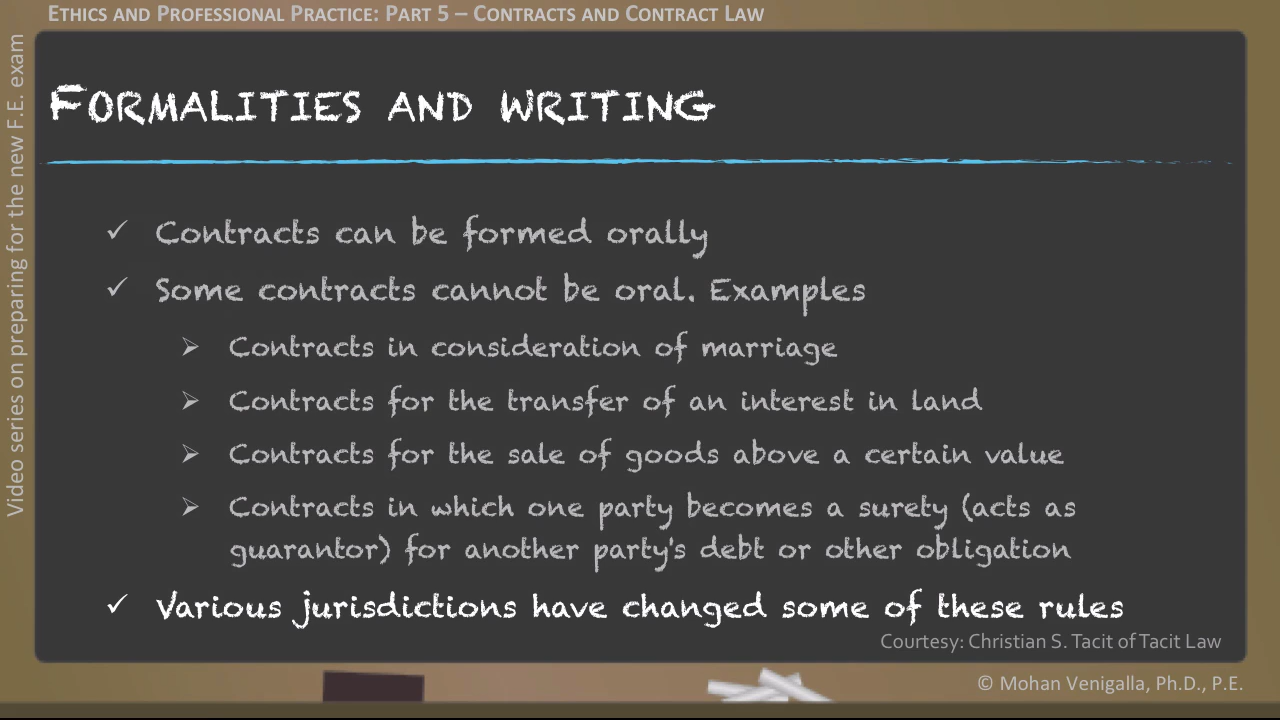 Ethics and Professional Practice: Part 5 – Contracts and Contract Law
Video series on preparing for the new F.E. exam
Formalities and writing
✓ Contracts can be formed orally
✓ Some contracts cannot be oral. Examples
➢ Contracts in consideration of marriage
➢ Contracts for the transfer of an interest in land
➢ Contracts for the sale of goods above a certain value
➢ Contracts in which one party becomes a surety (acts as
guarantor) for another party's debt or other obligation
✓ Various jurisdictions have changed some of these rules
Courtesy: Christian S. Tacit of Tacit Law
© Mohan Venigalla, Ph.D., P.E.